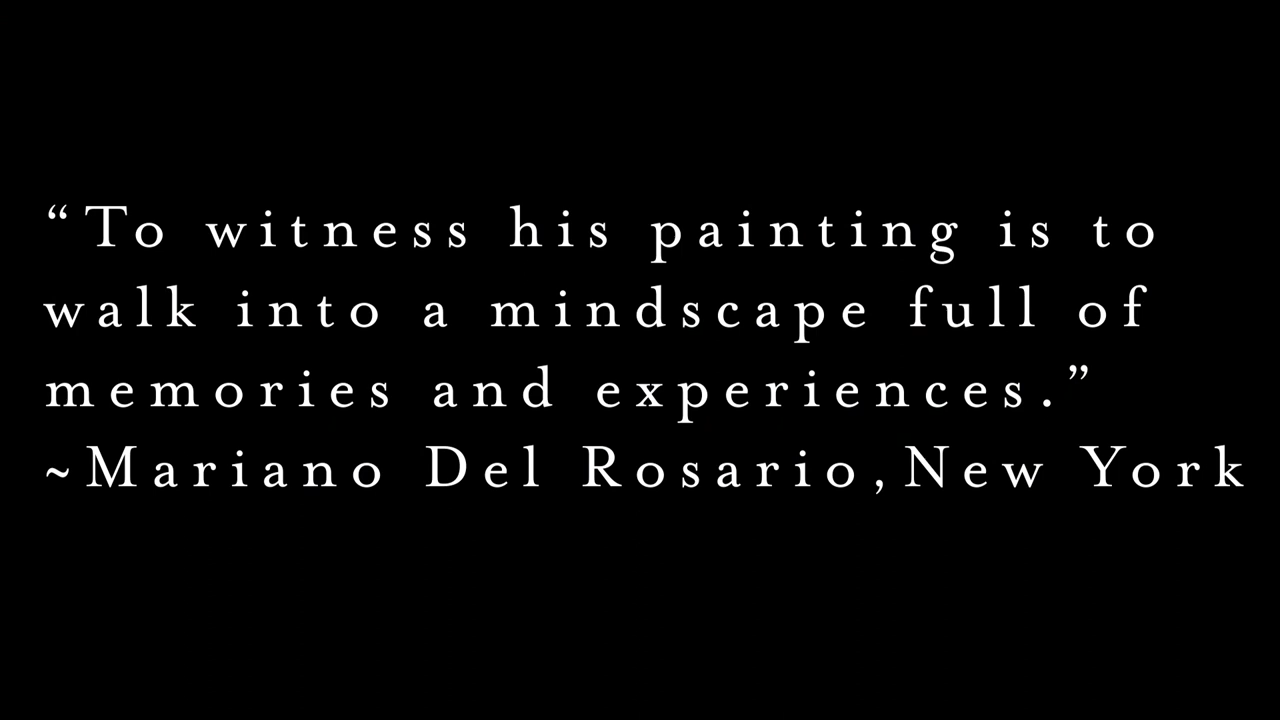 “To witness his painting is to
walk into a mindscape full of
memories and experiences.”
~Mariano Del Rosario,New York